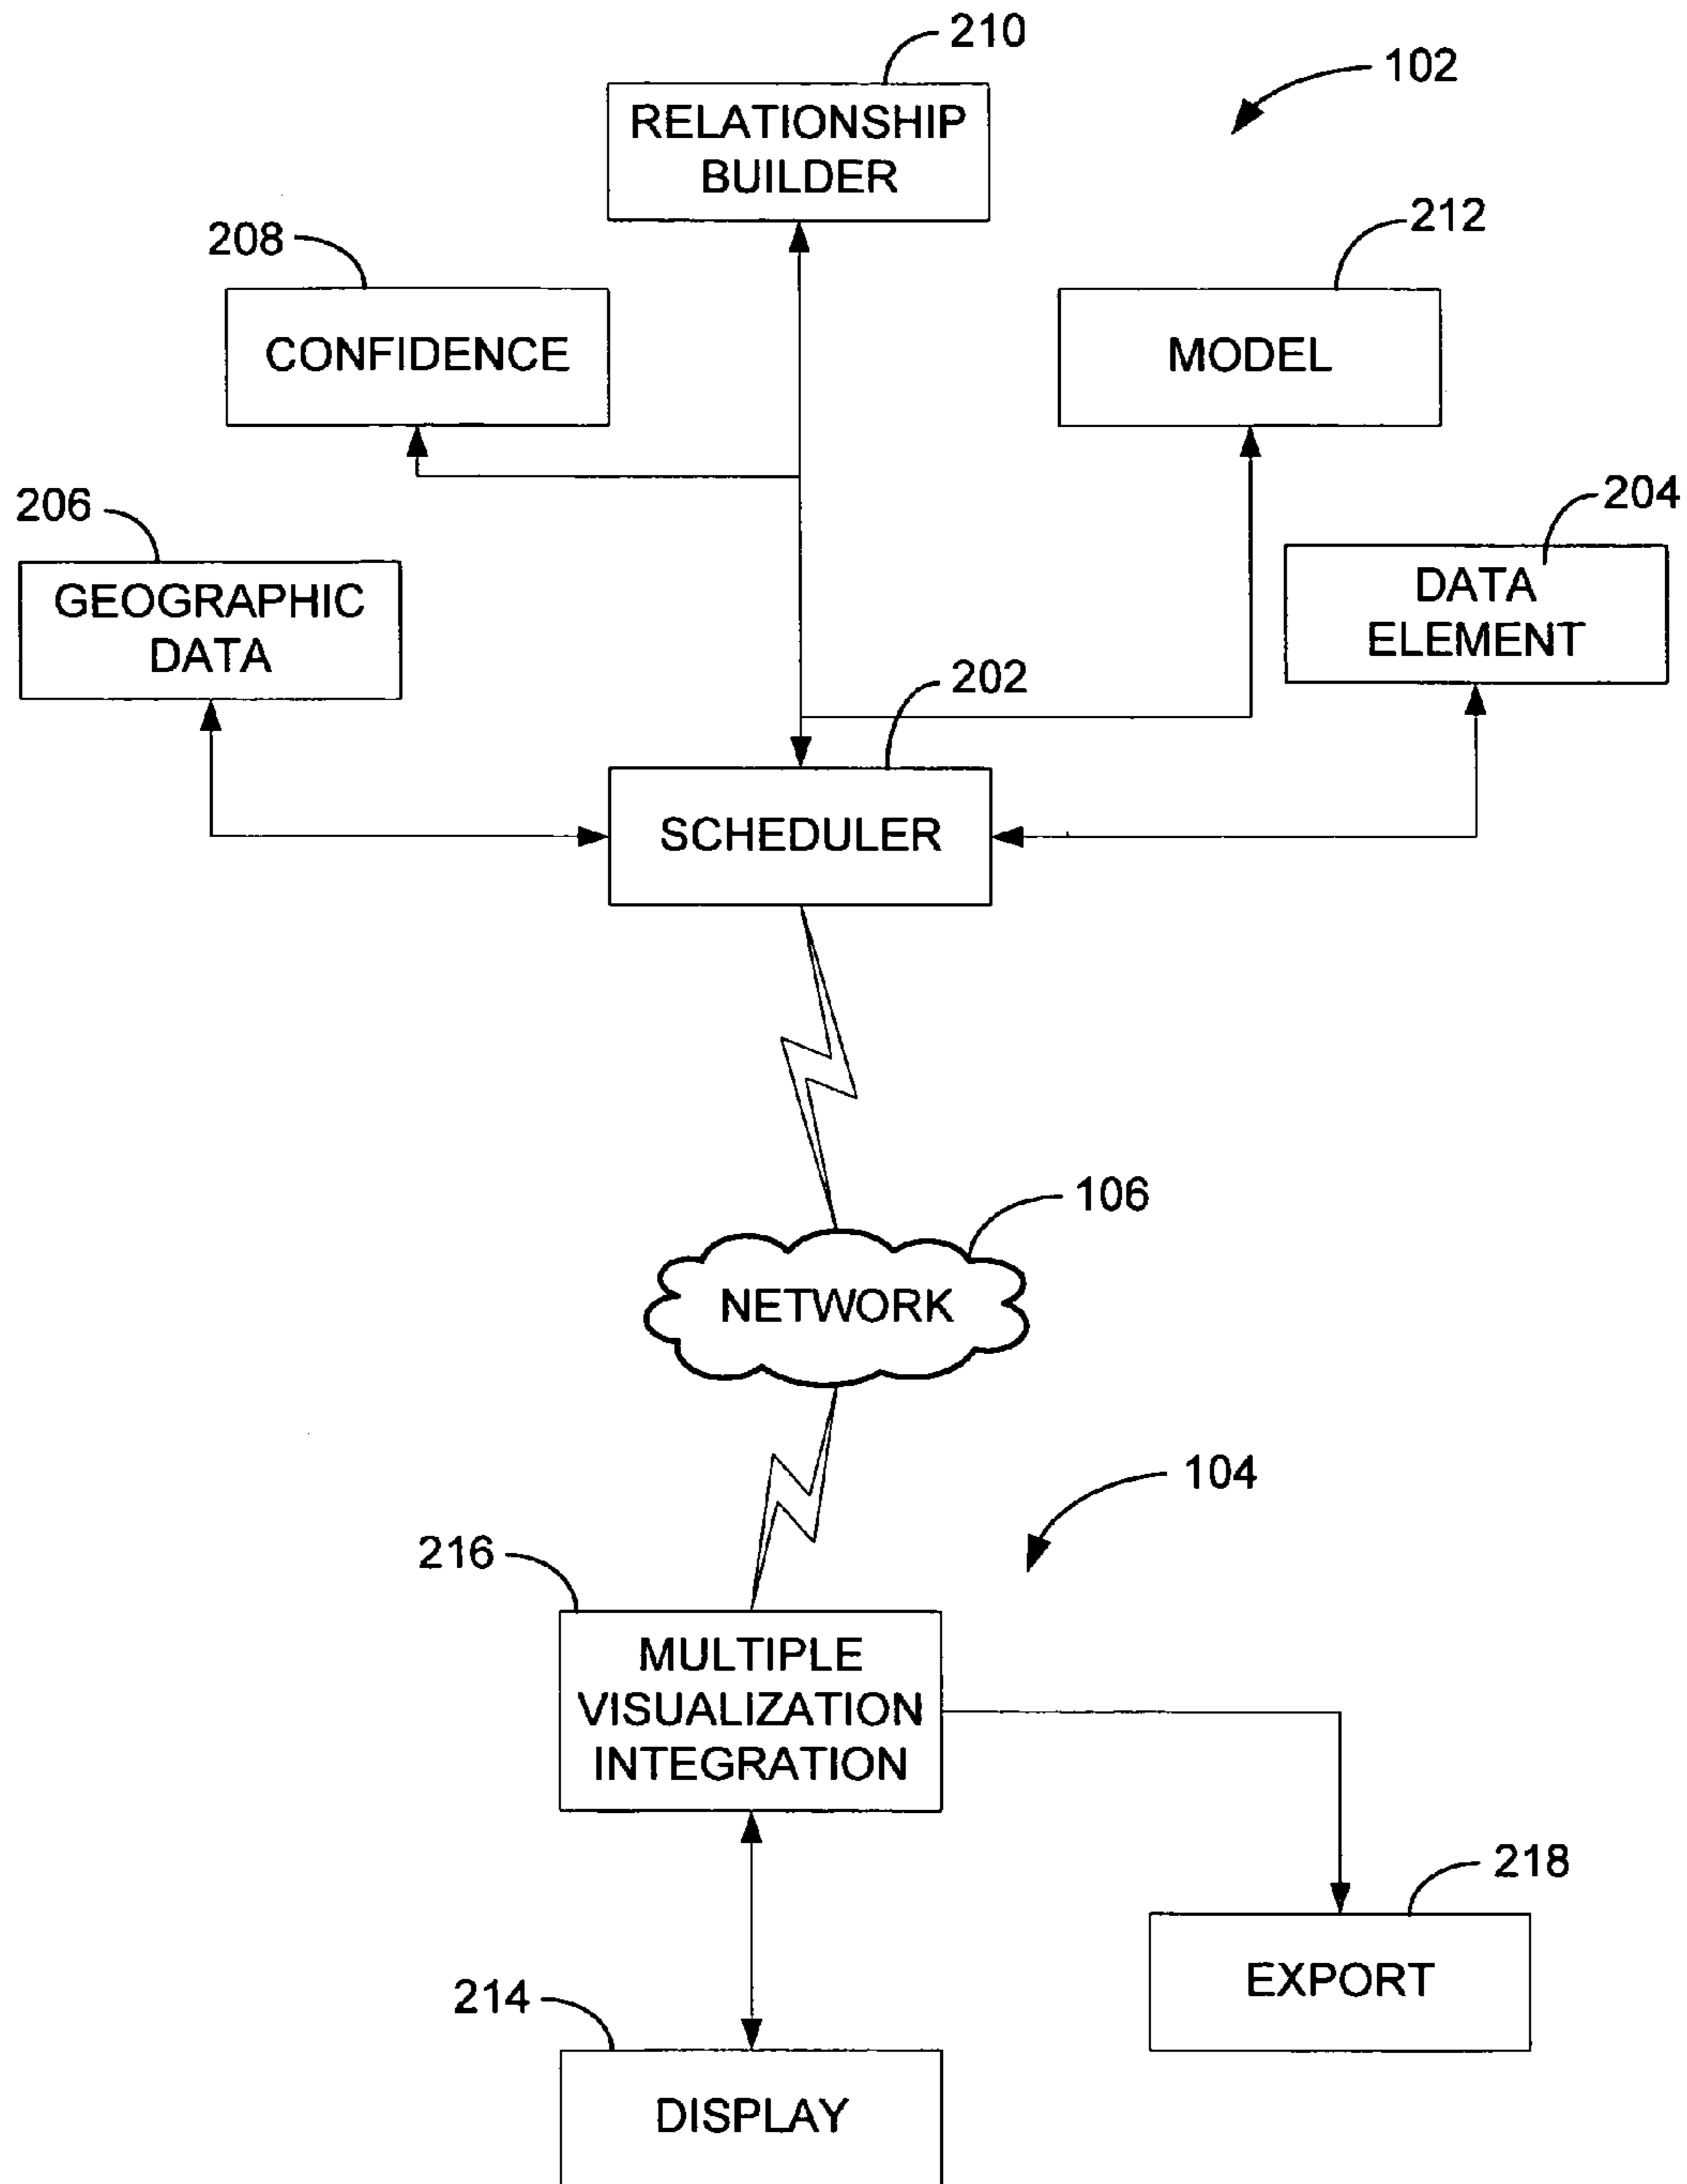 210
102
RELATIONSHIP
BUILDER
208
212
CONFIDENCE
MODEL
206
204
GEOGRAPHIC
DATA
DATA
ELEMENT
202
SCHEDULER
106
NETWORK
104
216
MULTIPLE
VISUALIZATION
INTEGRATION
218
EXPORT
214
DISPLAY